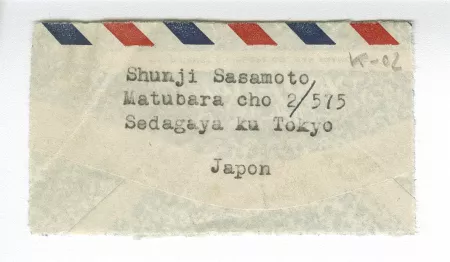 Shunji Sasamoto
Matubara cho 2/575
Sedagaya ku Tokyo
Japon